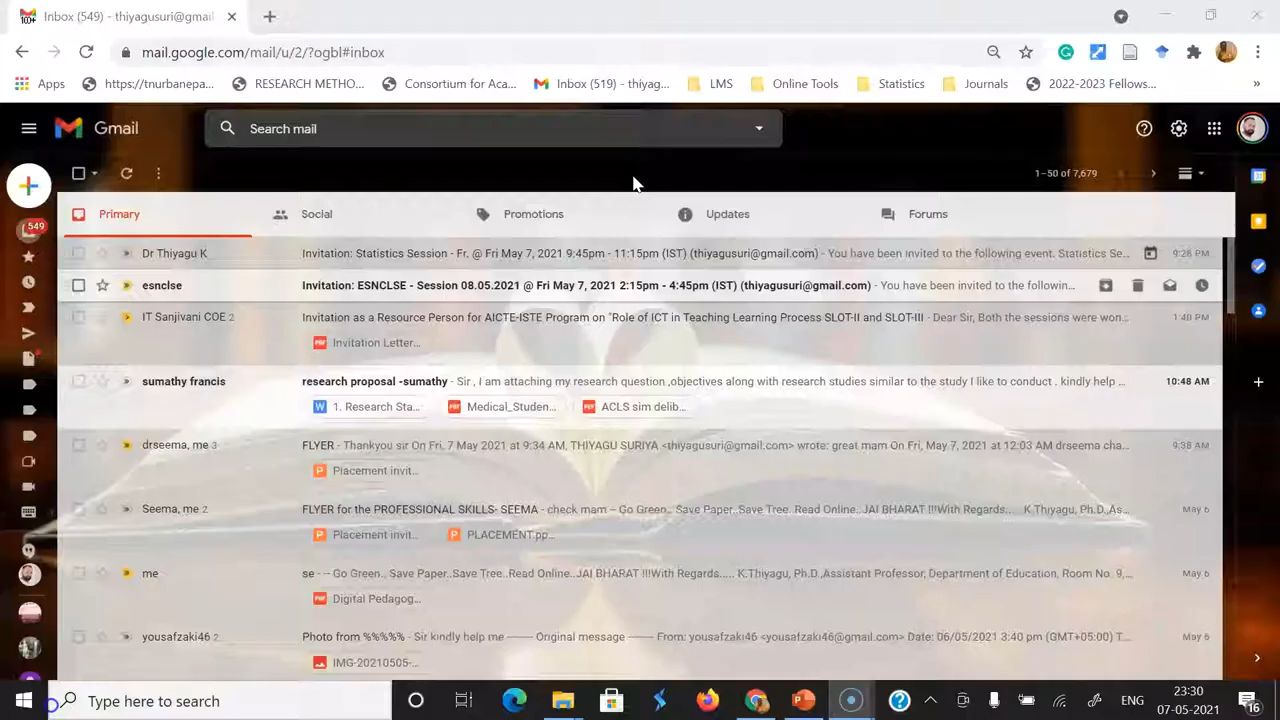 Inbox (549) - thiyagusuri@gmail
mail.google.com/mail/u/2/?ogbl#inbox
Apps https://tnurbanepa... RESEARCH METHO... Consortium for Aca... Inbox (519) - thiyag... LMS Online Tools Statistics Journals 2022-2023 Fellows... »
Gmail Search mail
1–50 of 7,679
Primary Social Promotions Updates Forums
549
Dr Thiyagu K Invitation: Statistics Session - Fr. @ Fri May 7, 2021 9:45pm - 11:15pm (IST) (thiyagusuri@gmail.com) - You have been invited to the following event. Statistics Se... 9:28 PM
esnclse Invitation: ESNCLSE - Session 08.05.2021 @ Fri May 7, 2021 2:15pm - 4:45pm (IST) (thiyagusuri@gmail.com) - You have been invited to the followin...
IT Sanjivani COE 2 Invitation as a Resource Person for AICTE-ISTE Program on "Role of ICT in Teaching Learning Process SLOT-II and SLOT-III - Dear Sir, Both the sessions were won... 1:40 PM
PDF Invitation Letter...
sumathy francis research proposal -sumathy - Sir , I am attaching my research question ,objectives along with research studies similar to the study I like to conduct . kindly help ... 10:48 AM
W 1. Research Sta... PDF Medical_Studen... PDF ACLS sim delib...
drseema, me 3 FLYER - Thankyou sir On Fri, 7 May 2021 at 9:34 AM, THIYAGU SURIYA <thiyagusuri@gmail.com> wrote: great mam On Fri, May 7, 2021 at 12:03 AM drseema cha... 9:38 AM
P Placement invit...
Seema, me 2 FLYER for the PROFESSIONAL SKILLS- SEEMA - check mam -- Go Green.. Save Paper..Save Tree..Read Online..JAI BHARAT !!!With Regards... K.Thiyagu, Ph.D.,As... May 6
P Placement invit... P PLACEMENT.pp...
me se - -- Go Green.. Save Paper..Save Tree..Read Online..JAI BHARAT !!!With Regards..... K.Thiyagu, Ph.D.,Assistant Professor, Department of Education, Room No. 9,... May 6
PDF Digital Pedagog...
yousafzaki46 2 Photo from %%%%% - Sir kindly help me -------- Original message -------- From: yousafzaki46 <yousafzaki46@gmail.com> Date: 06/05/2021 3:40 pm (GMT+05:00) T... May 6
IMG-20210505-...
Type here to search
ENG
23:30
07-05-2021
16